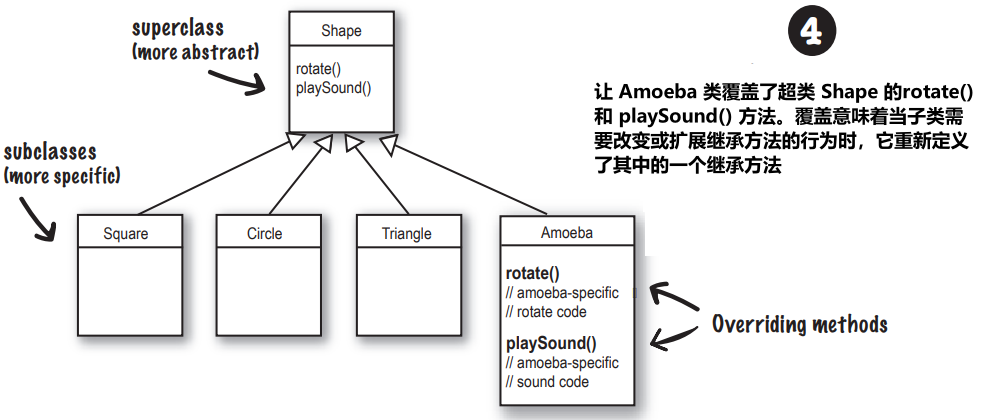 superclass
(more abstract)
Shape
rotate()
playSound()
4
让 Amoeba 类覆盖了超类 Shape 的rotate()
和 playSound() 方法。覆盖意味着当子类需
要改变或扩展继承方法的行为时，它重新定义
了其中的一个继承方法
subclasses
(more specific)
Square
Circle
Triangle
Amoeba
rotate()
// amoeba-specific
// rotate code
playSound()
// amoeba-specific
// sound code
Overriding methods